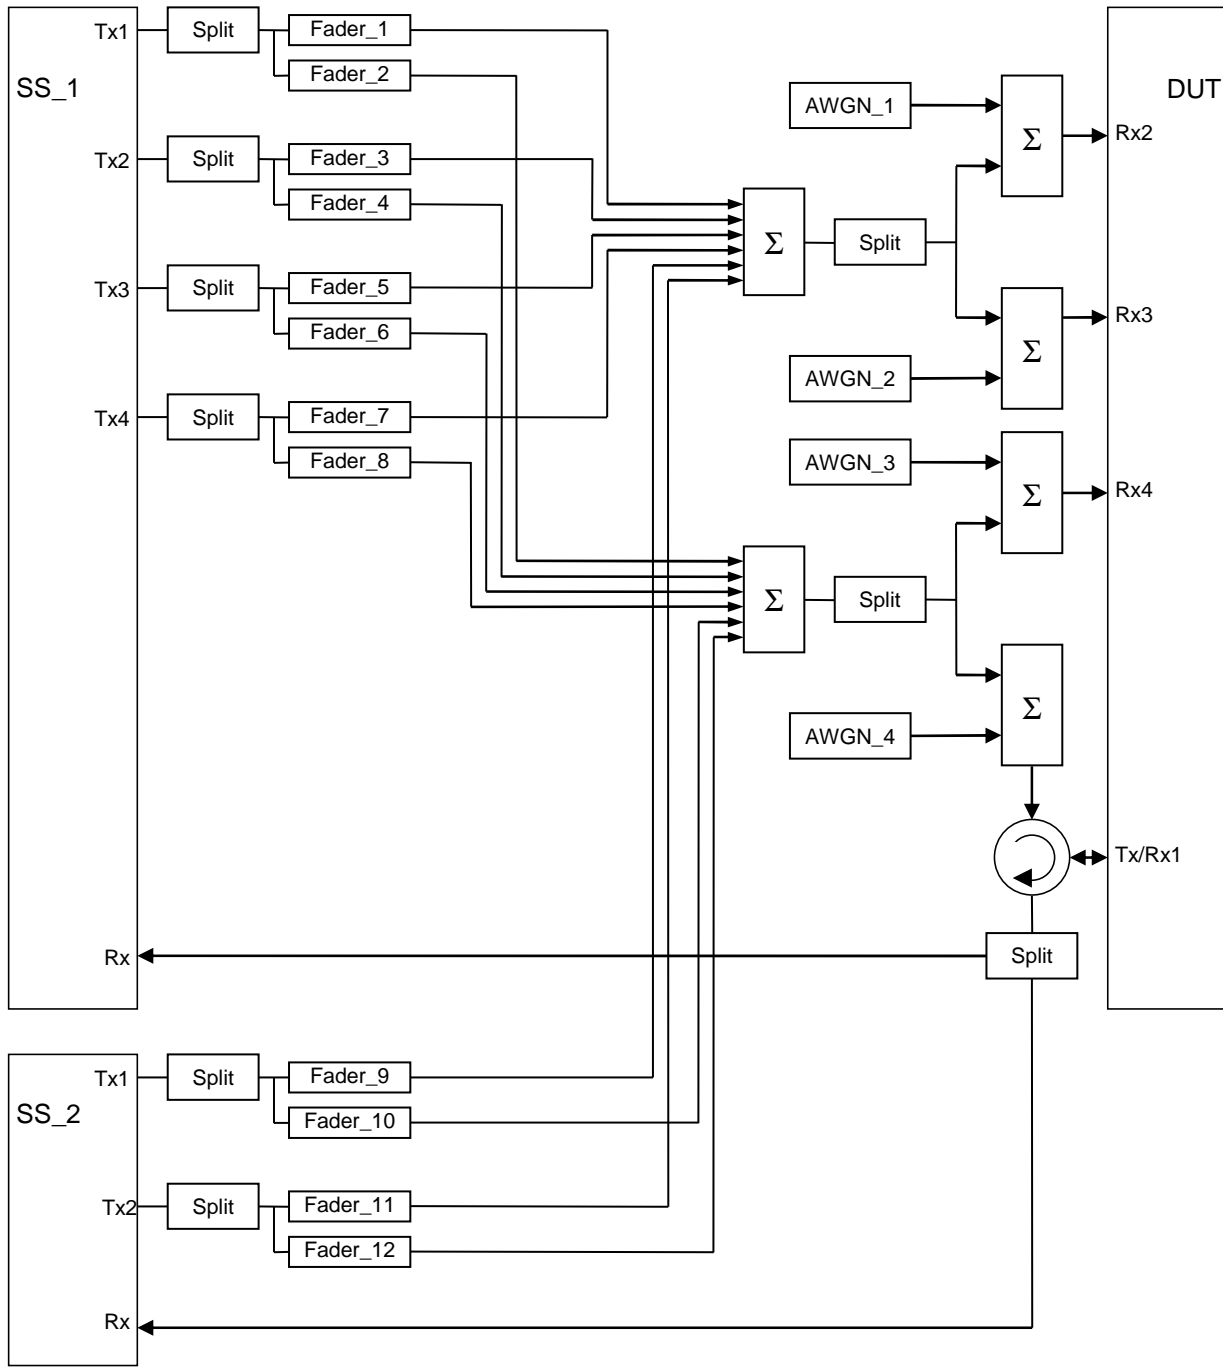 Tx1
Split
Fader_1
Fader_2
SS_1
DUT
AWGN_1
Σ
Rx2
Tx2
Split
Fader_3
Fader_4
Σ
Split
Tx3
Split
Fader_5
Fader_6
Rx3
Σ
AWGN_2
Tx4
Split
Fader_7
Fader_8
AWGN_3
Σ
Rx4
Σ
Split
Σ
AWGN_4
Tx/Rx1
Rx
Split
Tx1
Split
Fader_9
SS_2
Fader_10
Tx2
Split
Fader_11
Fader_12
Rx